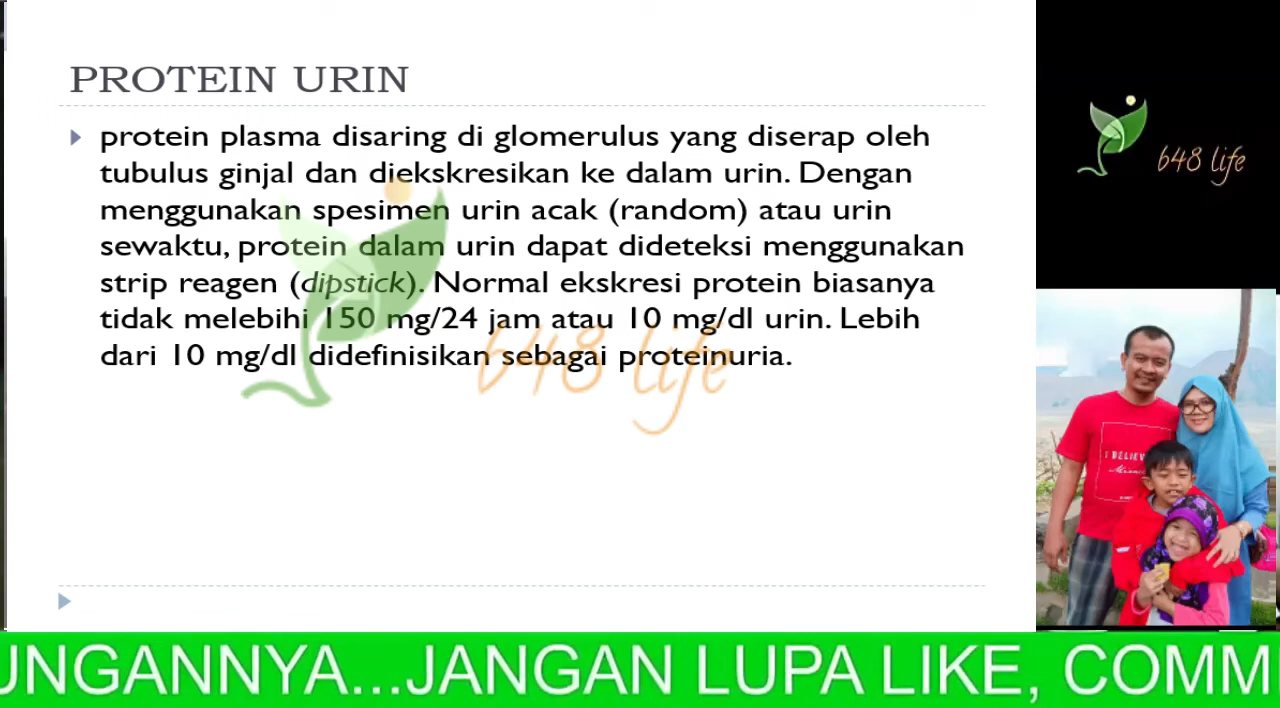 PROTEIN URIN
protein plasma disaring di glomerulus yang diserap oleh
tubulus ginjal dan diekskresikan ke dalam urin. Dengan
menggunakan spesimen urin acak (random) atau urin
sewaktu, protein dalam urin dapat dideteksi menggunakan
strip reagen (dipstick). Normal ekskresi protein biasanya
tidak melebihi 150 mg/24 jam atau 10 mg/dl urin. Lebih
dari 10 mg/dl didefinisikan sebagai proteinuria.
648 life
648 life
I BELIEV
UNGANNYA...JANGAN LUPA LIKE, COMM